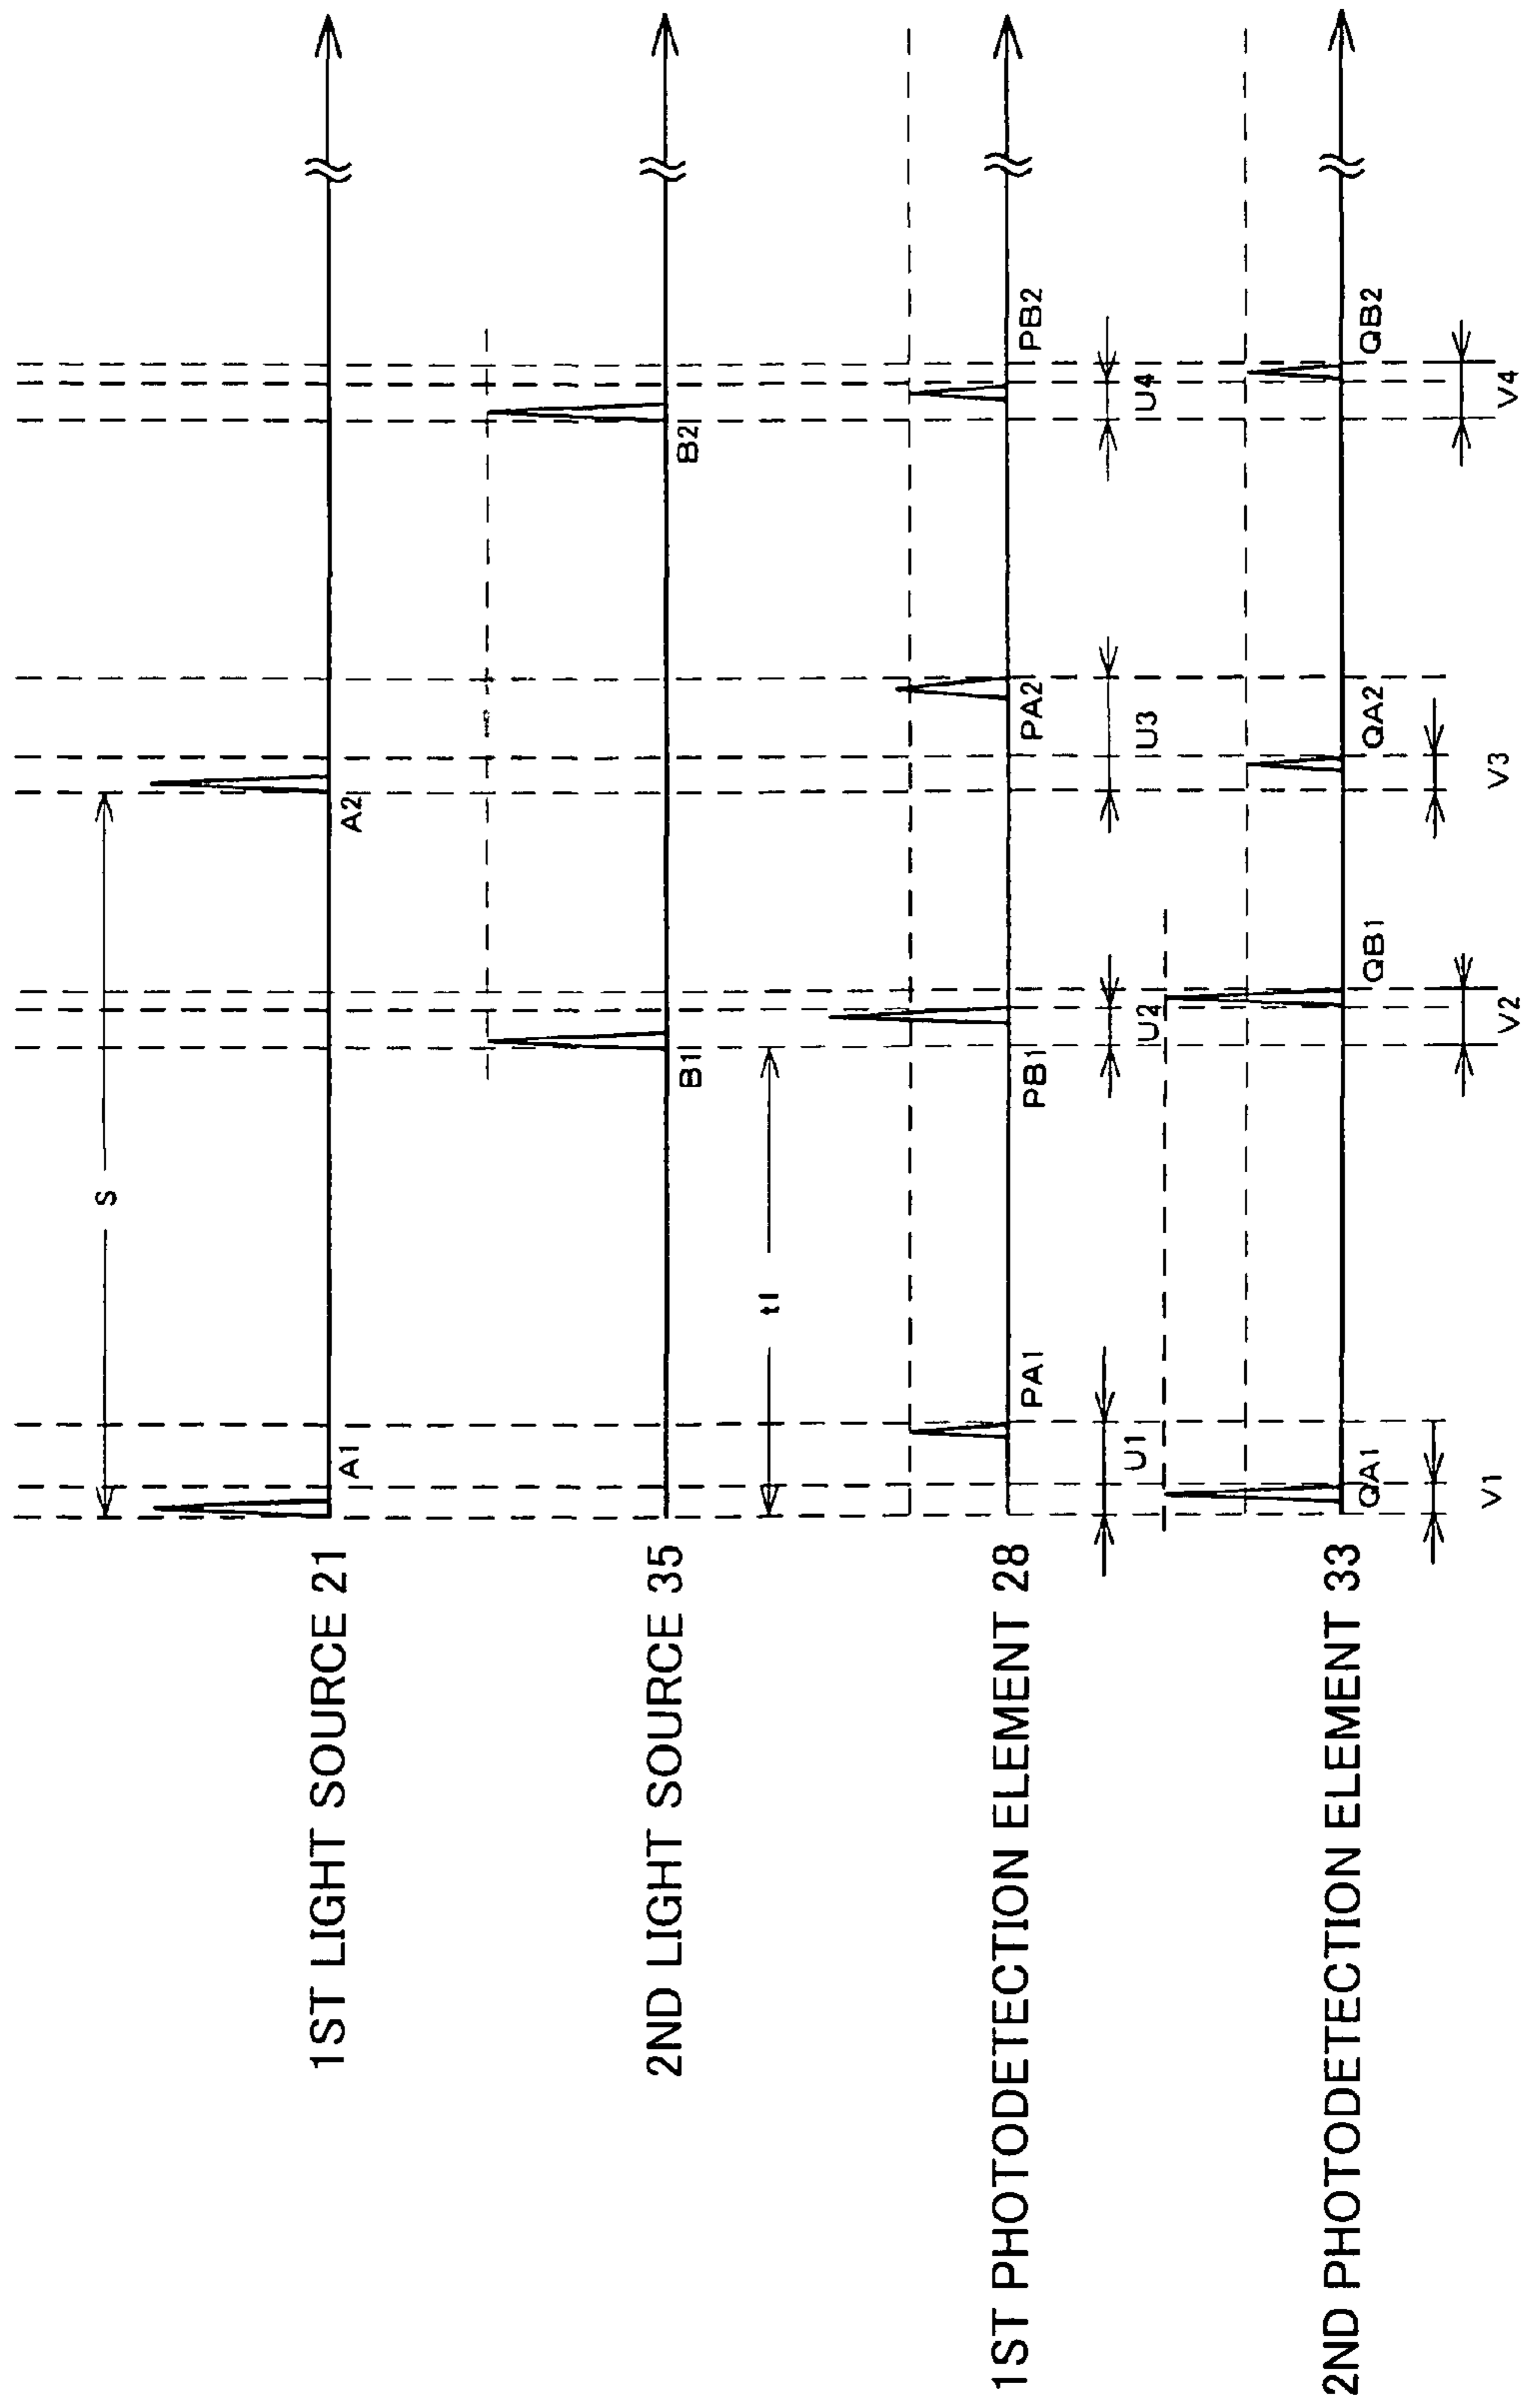 S
1ST LIGHT SOURCE 21
A1
A2
2ND LIGHT SOURCE 35
B1
B2
t1
1ST PHOTODETECTION ELEMENT 28
PA1
PB1
PA2
PB2
U1
U2
U3
U4
2ND PHOTODETECTION ELEMENT 33
QA1
QB1
QA2
QB2
V1
V2
V3
V4